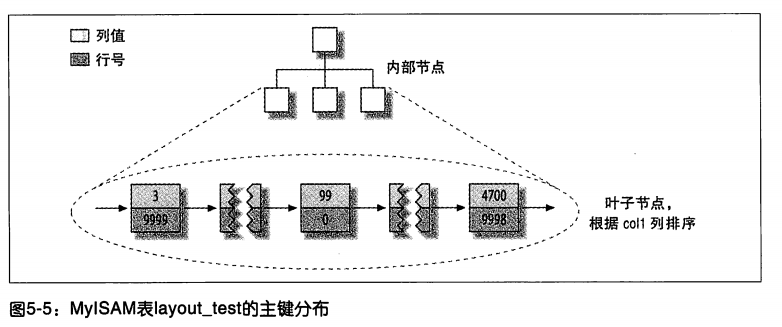 列值
行号
内部节点
3
9999
99
0
4700
9998
叶子节点,
根据 col1 列排序
图5-5：MyISAM表layout_test的主键分布